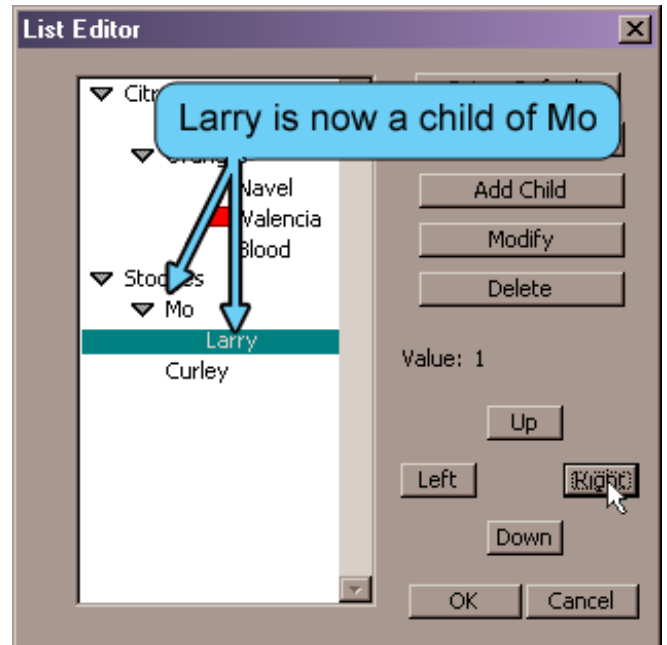 List Editor
Larry is now a child of Mo
Navel
Valencia
Blood
Add Child
Modify
Delete
Mo
Larry
Curley
Value: 1
Up
Left
Right
Down
OK
Cancel